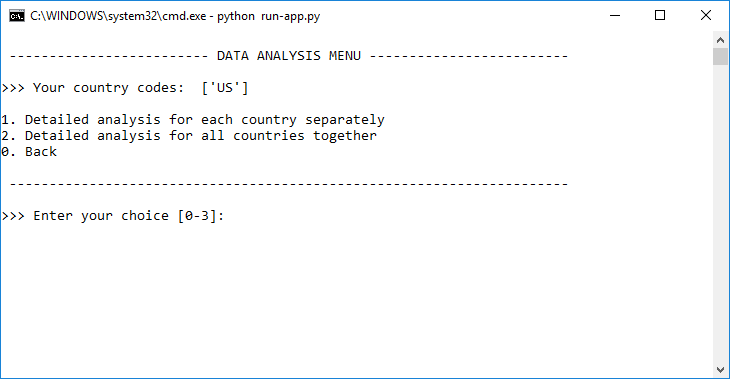 C:\WINDOWS\system32\cmd.exe - python  run-app.py
------------------------- DATA ANALYSIS MENU -------------------------
>>> Your country codes:  ['US']
1. Detailed analysis for each country separately
2. Detailed analysis for all countries together
0. Back
----------------------------------------------------------------------
>>> Enter your choice [0-3]: